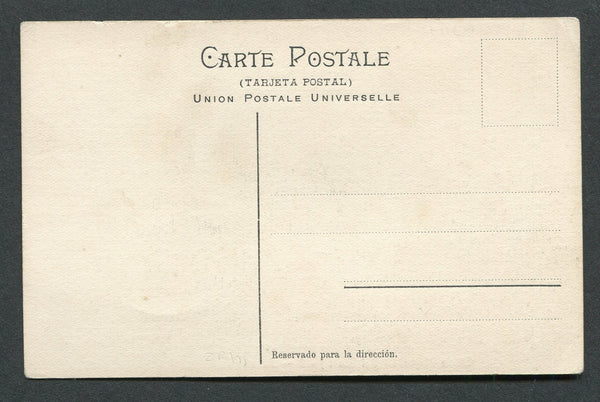 CARTE POSTALE
(TARJETA POSTAL)
UNION POSTALE UNIVERSELLE
Reservado para la dirección.